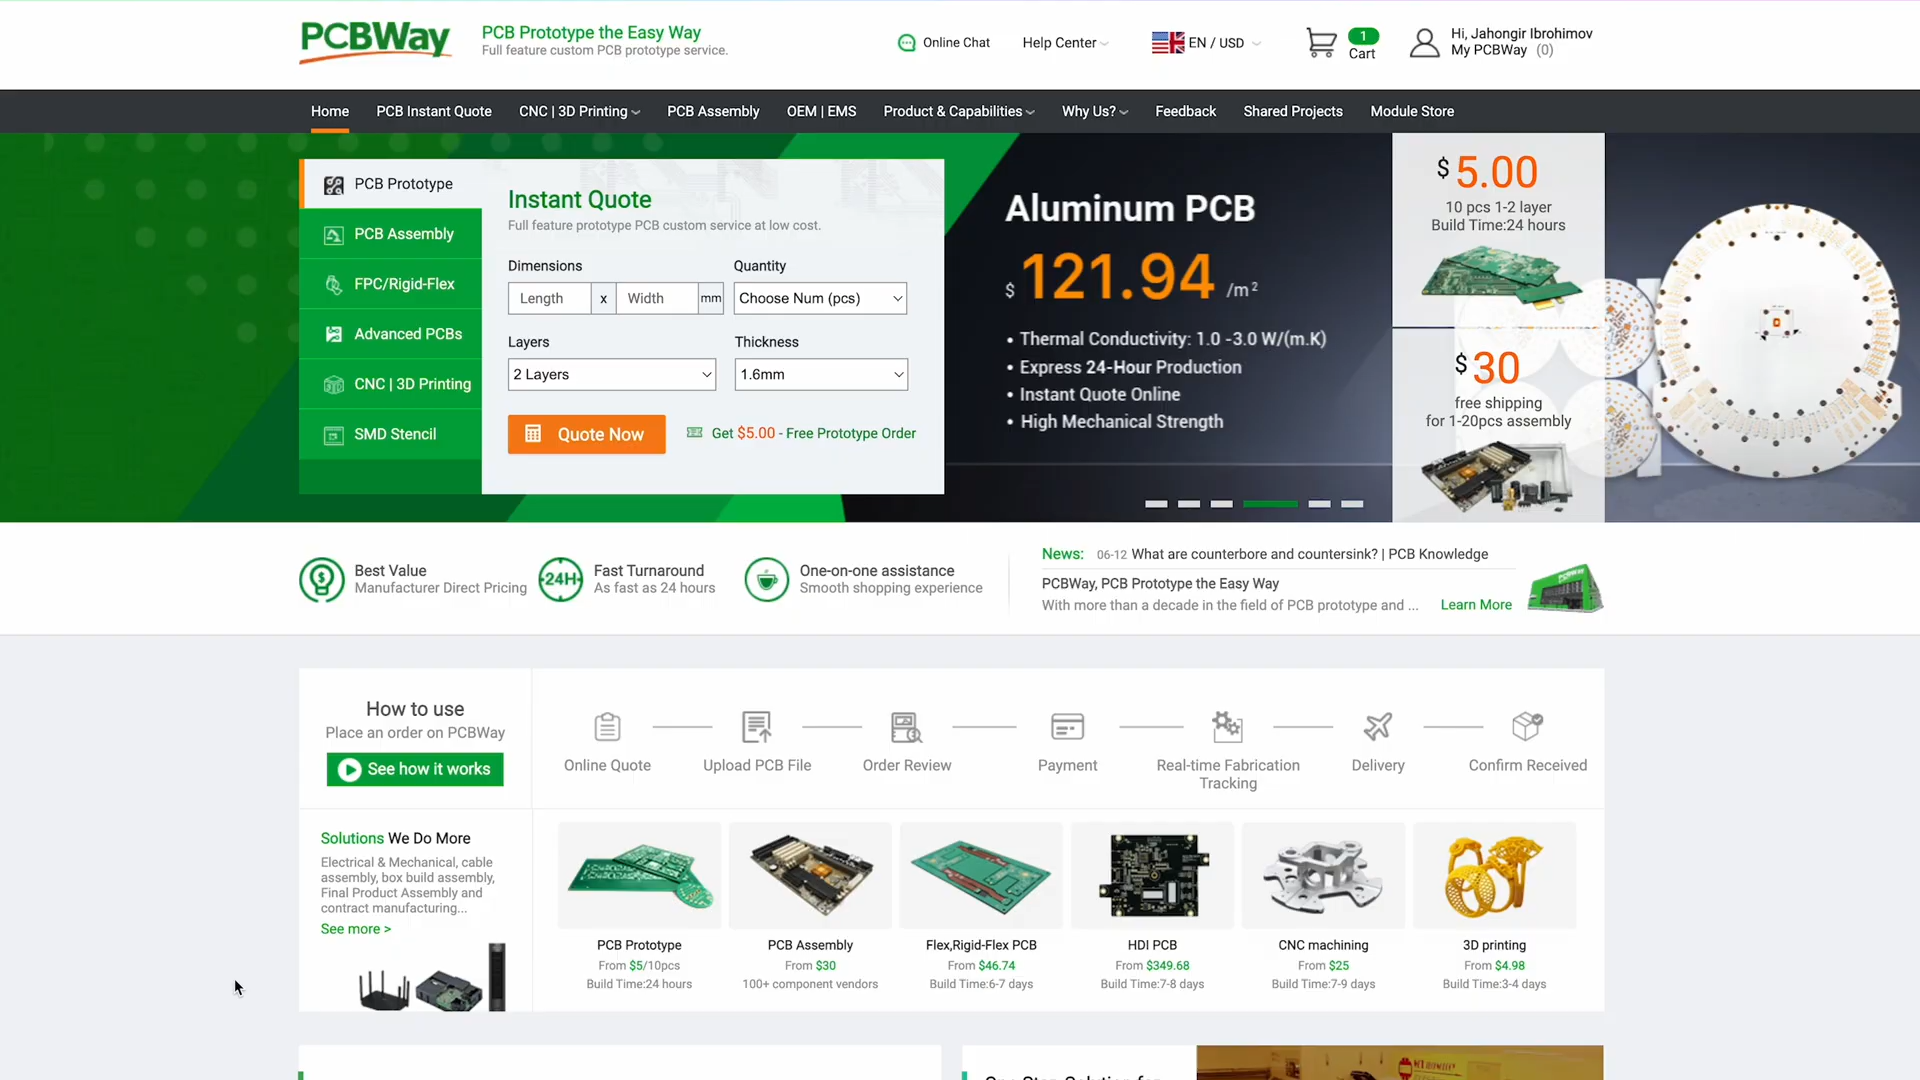 PCBWay
PCB Prototype the Easy Way
Full feature custom PCB prototype service.
Online Chat
Help Center
EN / USD
1
Cart
Hi, Jahongir Ibrohimov
My PCBWay (0)
Home
PCB Instant Quote
CNC | 3D Printing
PCB Assembly
OEM | EMS
Product & Capabilities
Why Us?
Feedback
Shared Projects
Module Store
PCB Prototype
PCB Assembly
FPC/Rigid-Flex
Advanced PCBs
CNC | 3D Printing
SMD Stencil
Instant Quote
Full feature prototype PCB custom service at low cost.
Dimensions
Quantity
Length x Width mm
Choose Num (pcs)
Layers
Thickness
2 Layers
1.6mm
Quote Now
Get $5.00 - Free Prototype Order
Aluminum PCB
$ 121.94 /m²
• Thermal Conductivity: 1.0 -3.0 W/(m.K)
• Express 24-Hour Production
• Instant Quote Online
• High Mechanical Strength
$ 5.00
10 pcs 1-2 layer
Build Time:24 hours
$ 30
free shipping
for 1-20pcs assembly
Best Value
Manufacturer Direct Pricing
24H
Fast Turnaround
As fast as 24 hours
One-on-one assistance
Smooth shopping experience
News: 06-12 What are counterbore and countersink? | PCB Knowledge
PCBWay, PCB Prototype the Easy Way
With more than a decade in the field of PCB prototype and ... Learn More
PCBWay
How to use
Place an order on PCBWay
See how it works
Online Quote
Upload PCB File
Order Review
Payment
Real-time Fabrication
Tracking
Delivery
Confirm Received
Solutions We Do More
Electrical & Mechanical, cable
assembly, box build assembly,
Final Product Assembly and
contract manufacturing...
See more >
PCB Prototype
From $5/10pcs
Build Time:24 hours
PCB Assembly
From $30
100+ component vendors
Flex,Rigid-Flex PCB
From $46.74
Build Time:6-7 days
HDI PCB
From $349.68
Build Time:7-8 days
CNC machining
From $25
Build Time:7-9 days
3D printing
From $4.98
Build Time:3-4 days